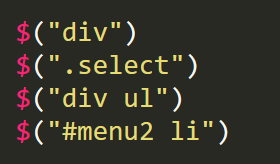 $("div")
$(".select")
$("div ul")
$("#menu2 li")